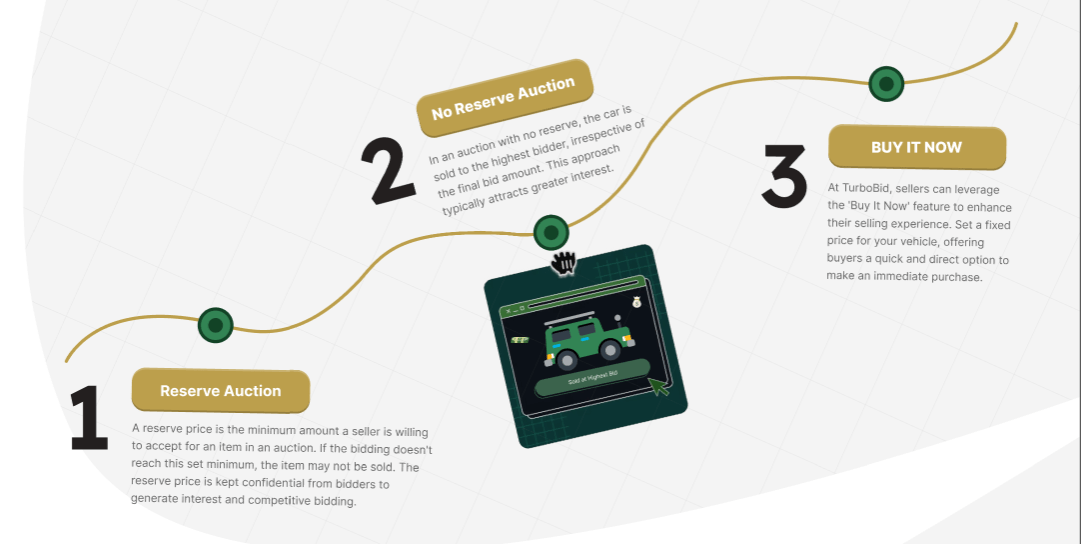 1
Reserve Auction
A reserve price is the minimum amount a seller is willing
to accept for an item in an auction. If the bidding doesn't
reach this set minimum, the item may not be sold. The
reserve price is kept confidential from bidders to
generate interest and competitive bidding.
2
No Reserve Auction
In an auction with no reserve, the car is
sold to the highest bidder, irrespective of
the final bid amount. This approach
typically attracts greater interest.
Sold at Highest Bid
3
BUY IT NOW
At TurboBid, sellers can leverage
the 'Buy It Now' feature to enhance
their selling experience. Set a fixed
price for your vehicle, offering
buyers a quick and direct option to
make an immediate purchase.